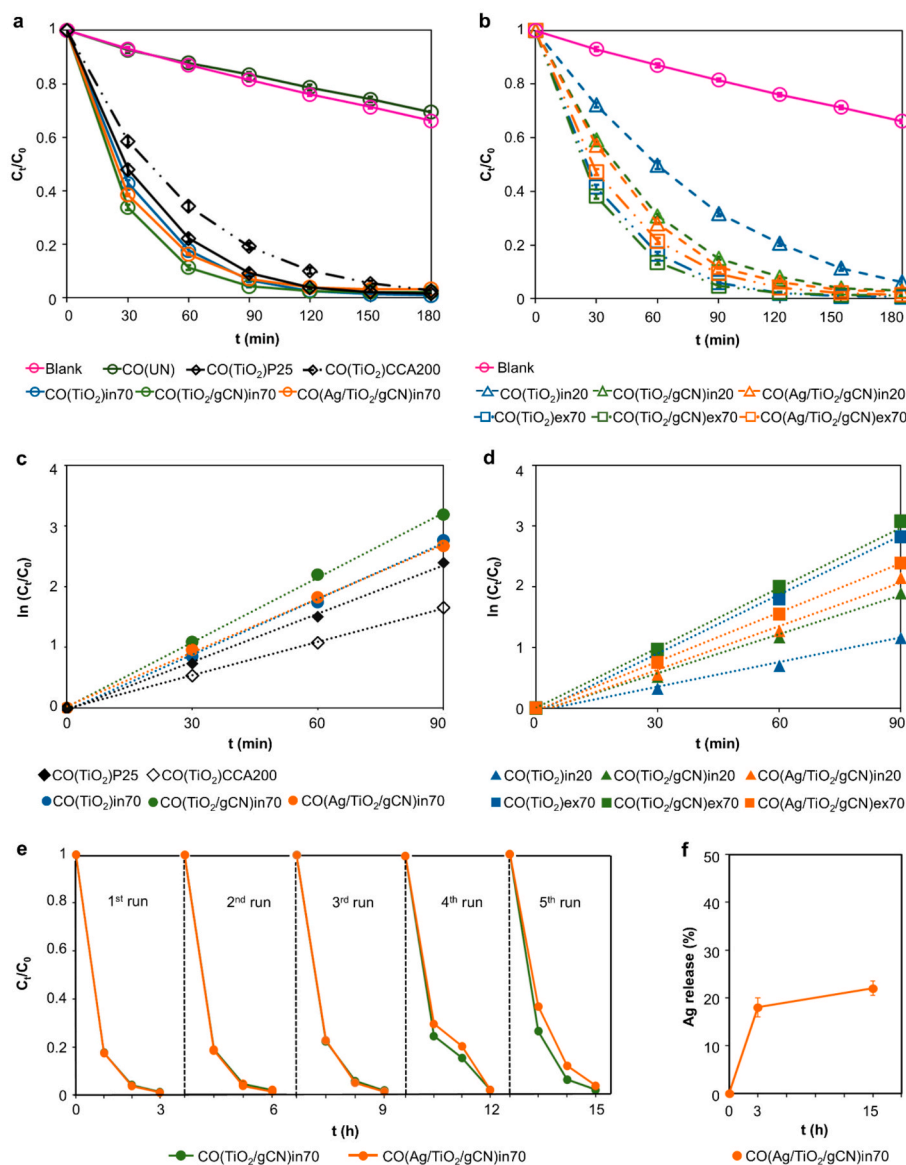 a
b
1
0.8
0.6
0.4
0.2
0
Cₜ/C₀
0 30 60 90 120 150 180
t (min)
1
0.8
0.6
0.4
0.2
0
Cₜ/C₀
0 30 60 90 120 150 180
t (min)
Blank CO(UN) CO(TiO₂)P25 CO(TiO₂)CCA200
CO(TiO₂)in70 CO(TiO₂/gCN)in70 CO(Ag/TiO₂/gCN)in70
Blank
CO(TiO₂)in20 CO(TiO₂/gCN)in20 CO(Ag/TiO₂/gCN)in20
CO(TiO₂)ex70 CO(TiO₂/gCN)ex70 CO(Ag/TiO₂/gCN)ex70
c
d
4
3
2
1
0
ln (Cₜ/C₀)
0 30 60 90
t (min)
4
3
2
1
0
ln (Cₜ/C₀)
0 30 60 90
t (min)
CO(TiO₂)P25 CO(TiO₂)CCA200
CO(TiO₂)in70 CO(TiO₂/gCN)in70 CO(Ag/TiO₂/gCN)in70
CO(TiO₂)in20 CO(TiO₂/gCN)in20 CO(Ag/TiO₂/gCN)in20
CO(TiO₂)ex70 CO(TiO₂/gCN)ex70 CO(Ag/TiO₂/gCN)ex70
e
f
1
0.8
0.6
0.4
0.2
0
Cₜ/C₀
1ˢᵗ run 2ⁿᵈ run 3ʳᵈ run 4ᵗʰ run 5ᵗʰ run
0 3 6 9 12 15
t (h)
CO(TiO₂/gCN)in70 CO(Ag/TiO₂/gCN)in70
50
40
30
20
10
0
Ag release (%)
0 3 15
t (h)
CO(Ag/TiO₂/gCN)in70